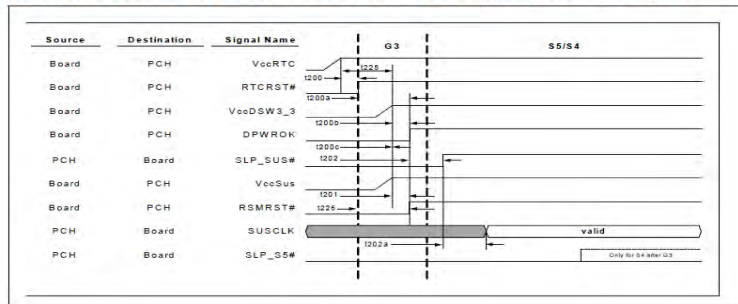 Source Destination Signal Name G3 S5/S4
Board PCH VccRTC
t225
t200
Board PCH RTCRST#
t200a
Board PCH VccDSW3_3
t200b
Board PCH DPWROK
t200c
PCH Board SLP_SUS# t202
Board PCH VccSus
t201
Board PCH RSMRST#
t226
PCH Board SUSCLK valid
t202a
PCH Board SLP_S5# Only for S4 after G3